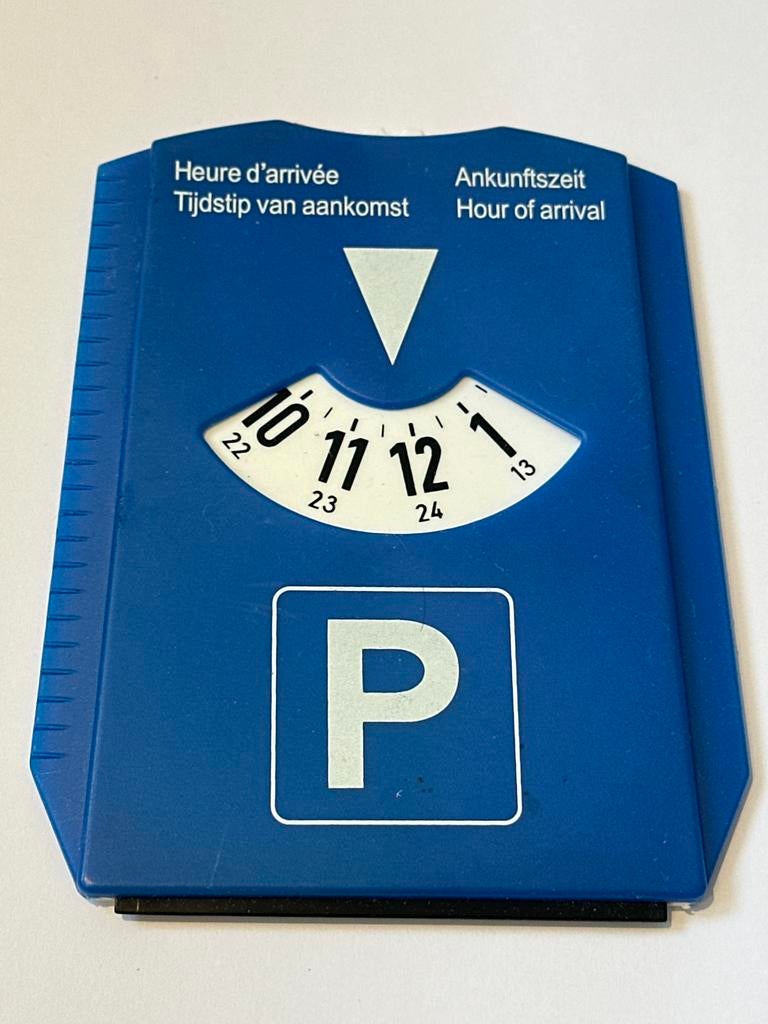 Heure d'arrivée
Tijdstip van aankomst
Ankunftszeit
Hour of arrival
10 11 12 1
22 23 24 13
P